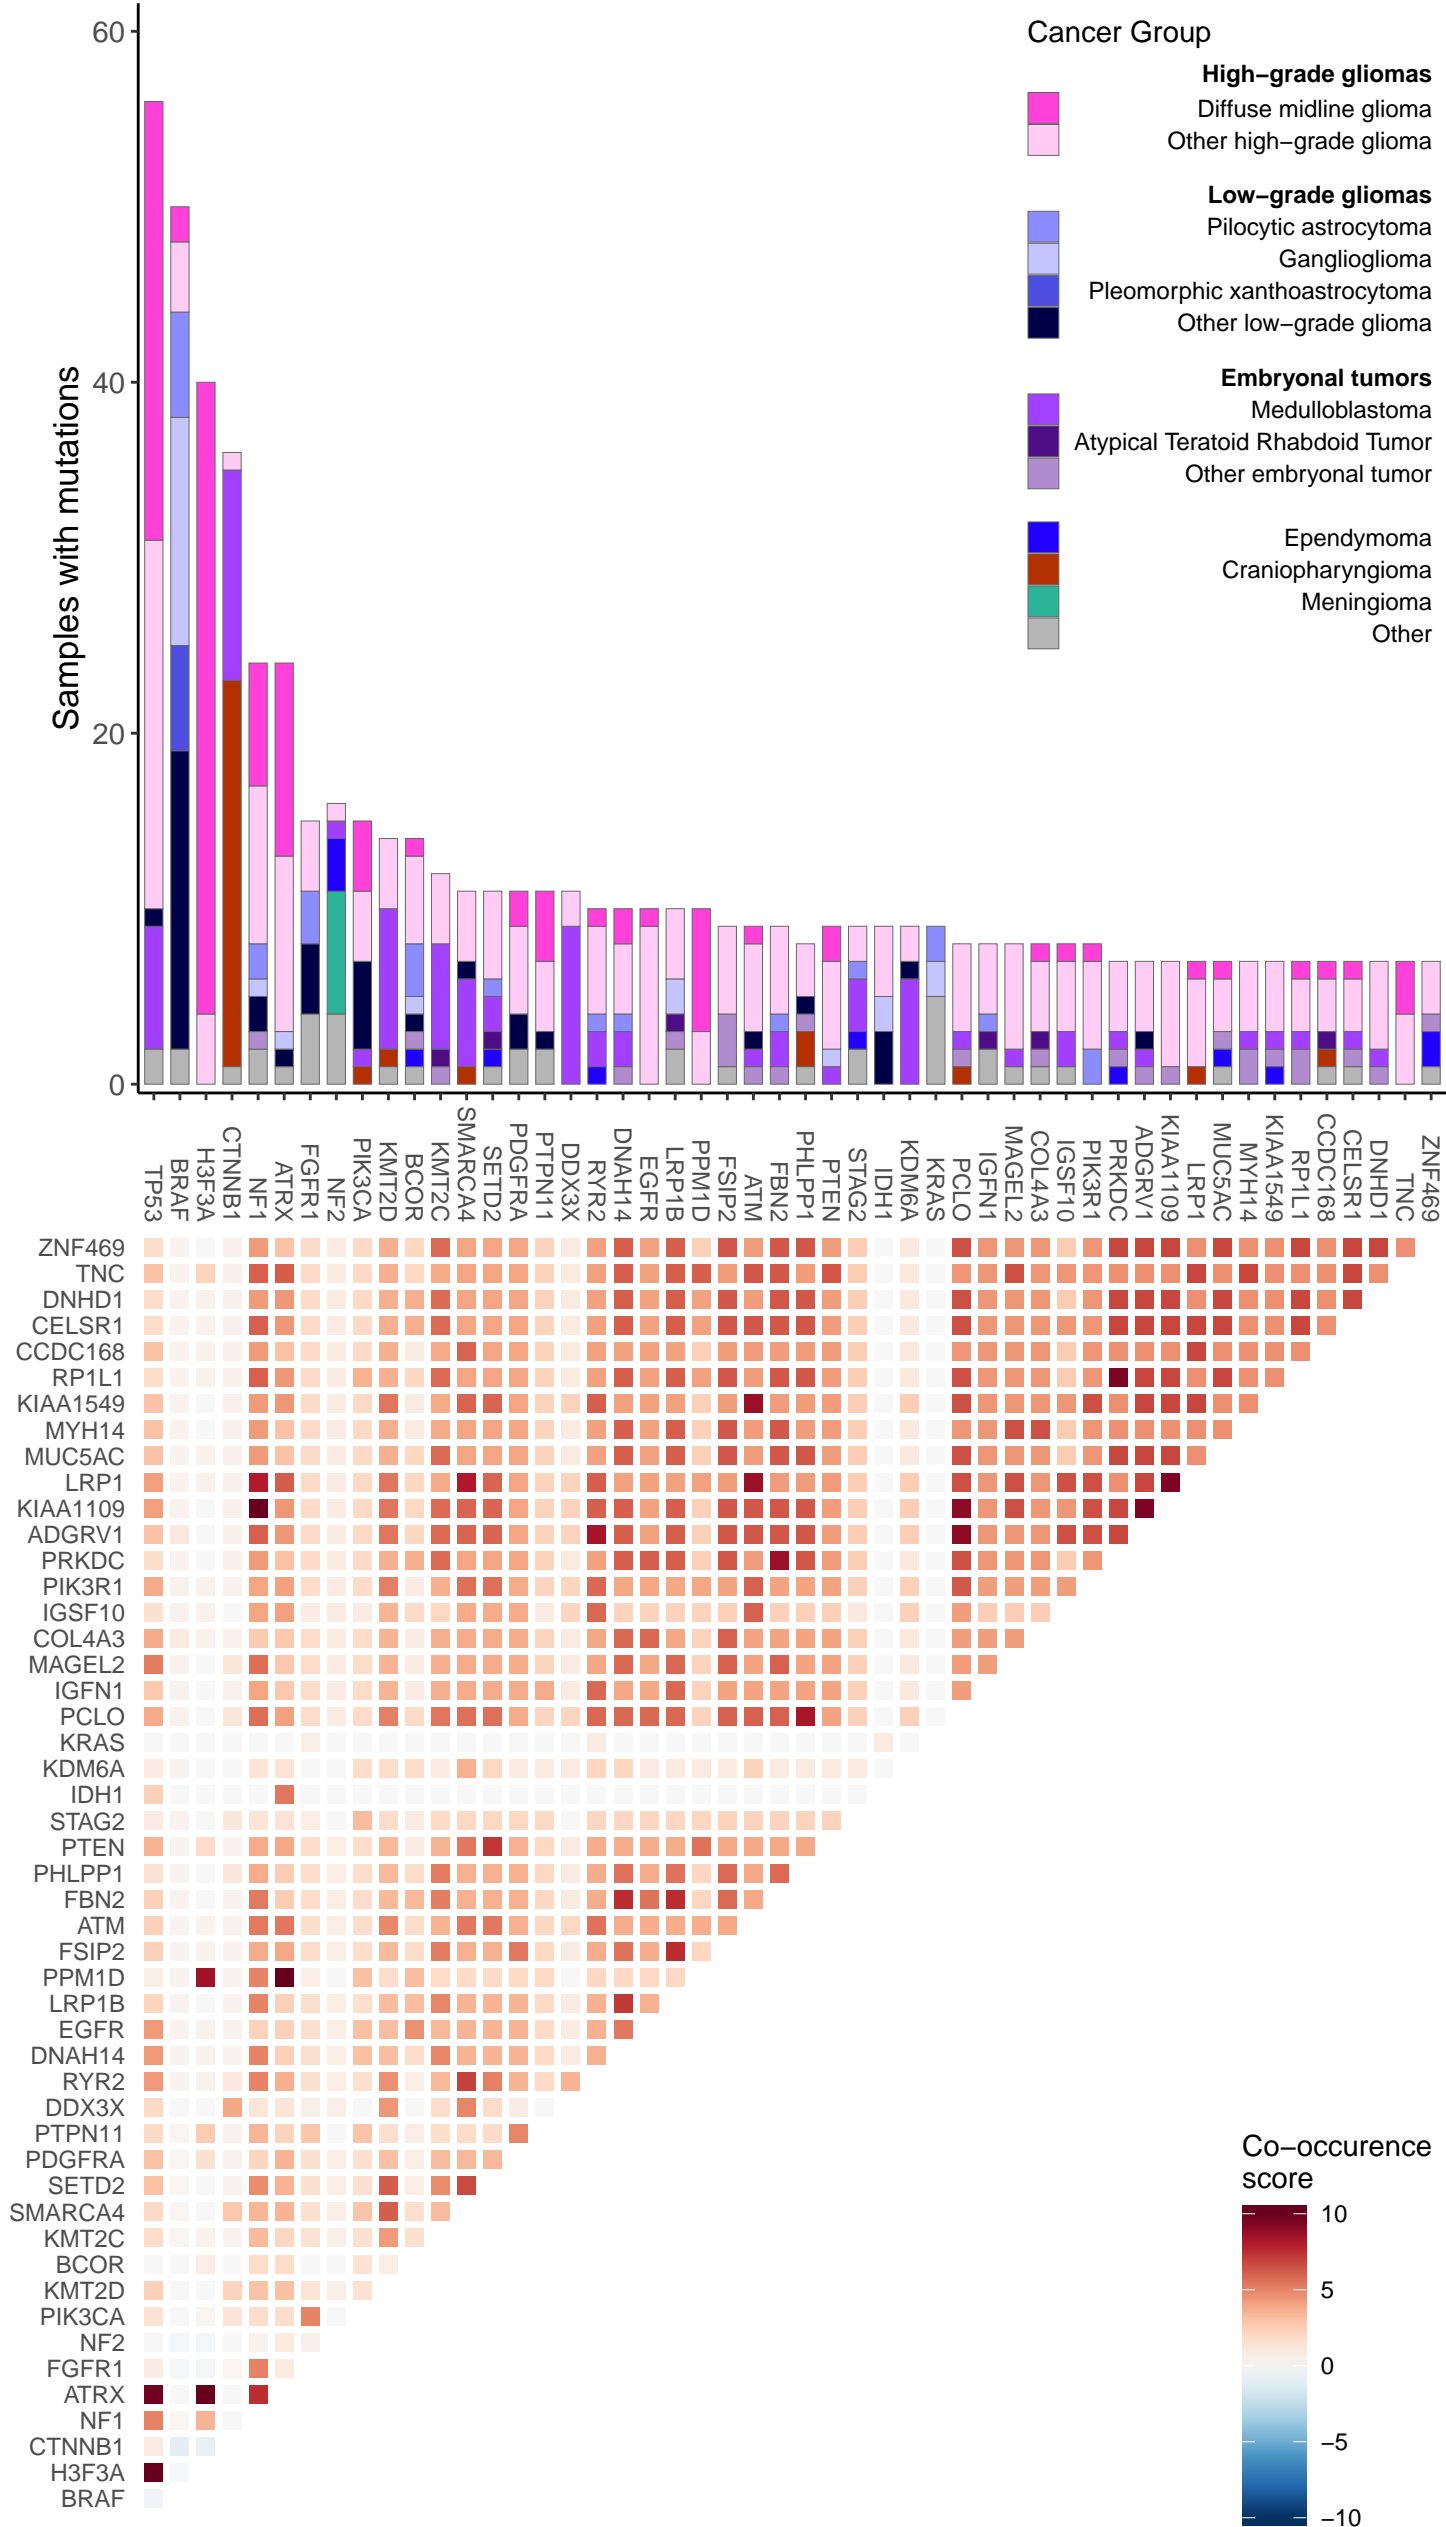 60
40
20
0
Samples with mutations
Cancer Group
High−grade gliomas
Diffuse midline glioma
Other high−grade glioma
Low−grade gliomas
Pilocytic astrocytoma
Ganglioglioma
Pleomorphic xanthoastrocytoma
Other low−grade glioma
Embryonal tumors
Medulloblastoma
Atypical Teratoid Rhabdoid Tumor
Other embryonal tumor
Ependymoma
Craniopharyngioma
Meningioma
Other
TP53
BRAF
H3F3A
CTNNB1
NF1
ATRX
FGFR1
NF2
PIK3CA
KMT2D
BCOR
KMT2C
SMARCA4
SETD2
PDGFRA
PTPN11
DDX3X
RYR2
DNAH14
EGFR
LRP1B
PPM1D
FSIP2
ATM
FBN2
PHLPP1
PTEN
STAG2
IDH1
KDM6A
KRAS
PCLO
IGFN1
MAGEL2
COL4A3
IGSF10
PIK3R1
PRKDC
ADGRV1
KIAA1109
LRP1
MUC5AC
MYH14
KIAA1549
RP1L1
CCDC168
CELSR1
DNHD1
TNC
ZNF469
ZNF469
TNC
DNHD1
CELSR1
CCDC168
RP1L1
KIAA1549
MYH14
MUC5AC
LRP1
KIAA1109
ADGRV1
PRKDC
PIK3R1
IGSF10
COL4A3
MAGEL2
IGFN1
PCLO
KRAS
KDM6A
IDH1
STAG2
PTEN
PHLPP1
FBN2
ATM
FSIP2
PPM1D
LRP1B
EGFR
DNAH14
RYR2
DDX3X
PTPN11
PDGFRA
SETD2
SMARCA4
KMT2C
BCOR
KMT2D
PIK3CA
NF2
FGFR1
ATRX
NF1
CTNNB1
H3F3A
BRAF
Co−occurence
score
10
5
0
−5
−10